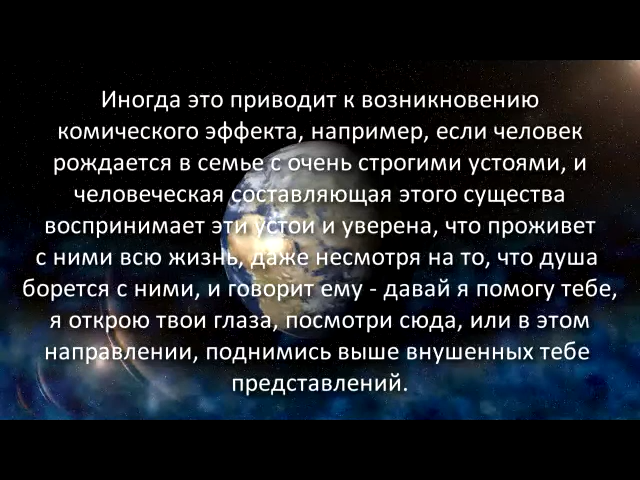 Иногда это приводит к возникновению
комического эффекта, например, если человек
рождается в семье с очень строгими устоями, и
человеческая составляющая этого существа
воспринимает эти устои и уверена, что проживет
с ними всю жизнь, даже несмотря на то, что душа
борется с ними, и говорит ему - давай я помогу тебе,
я открою твои глаза, посмотри сюда, или в этом
направлении, поднимись выше внушенных тебе
представлений.